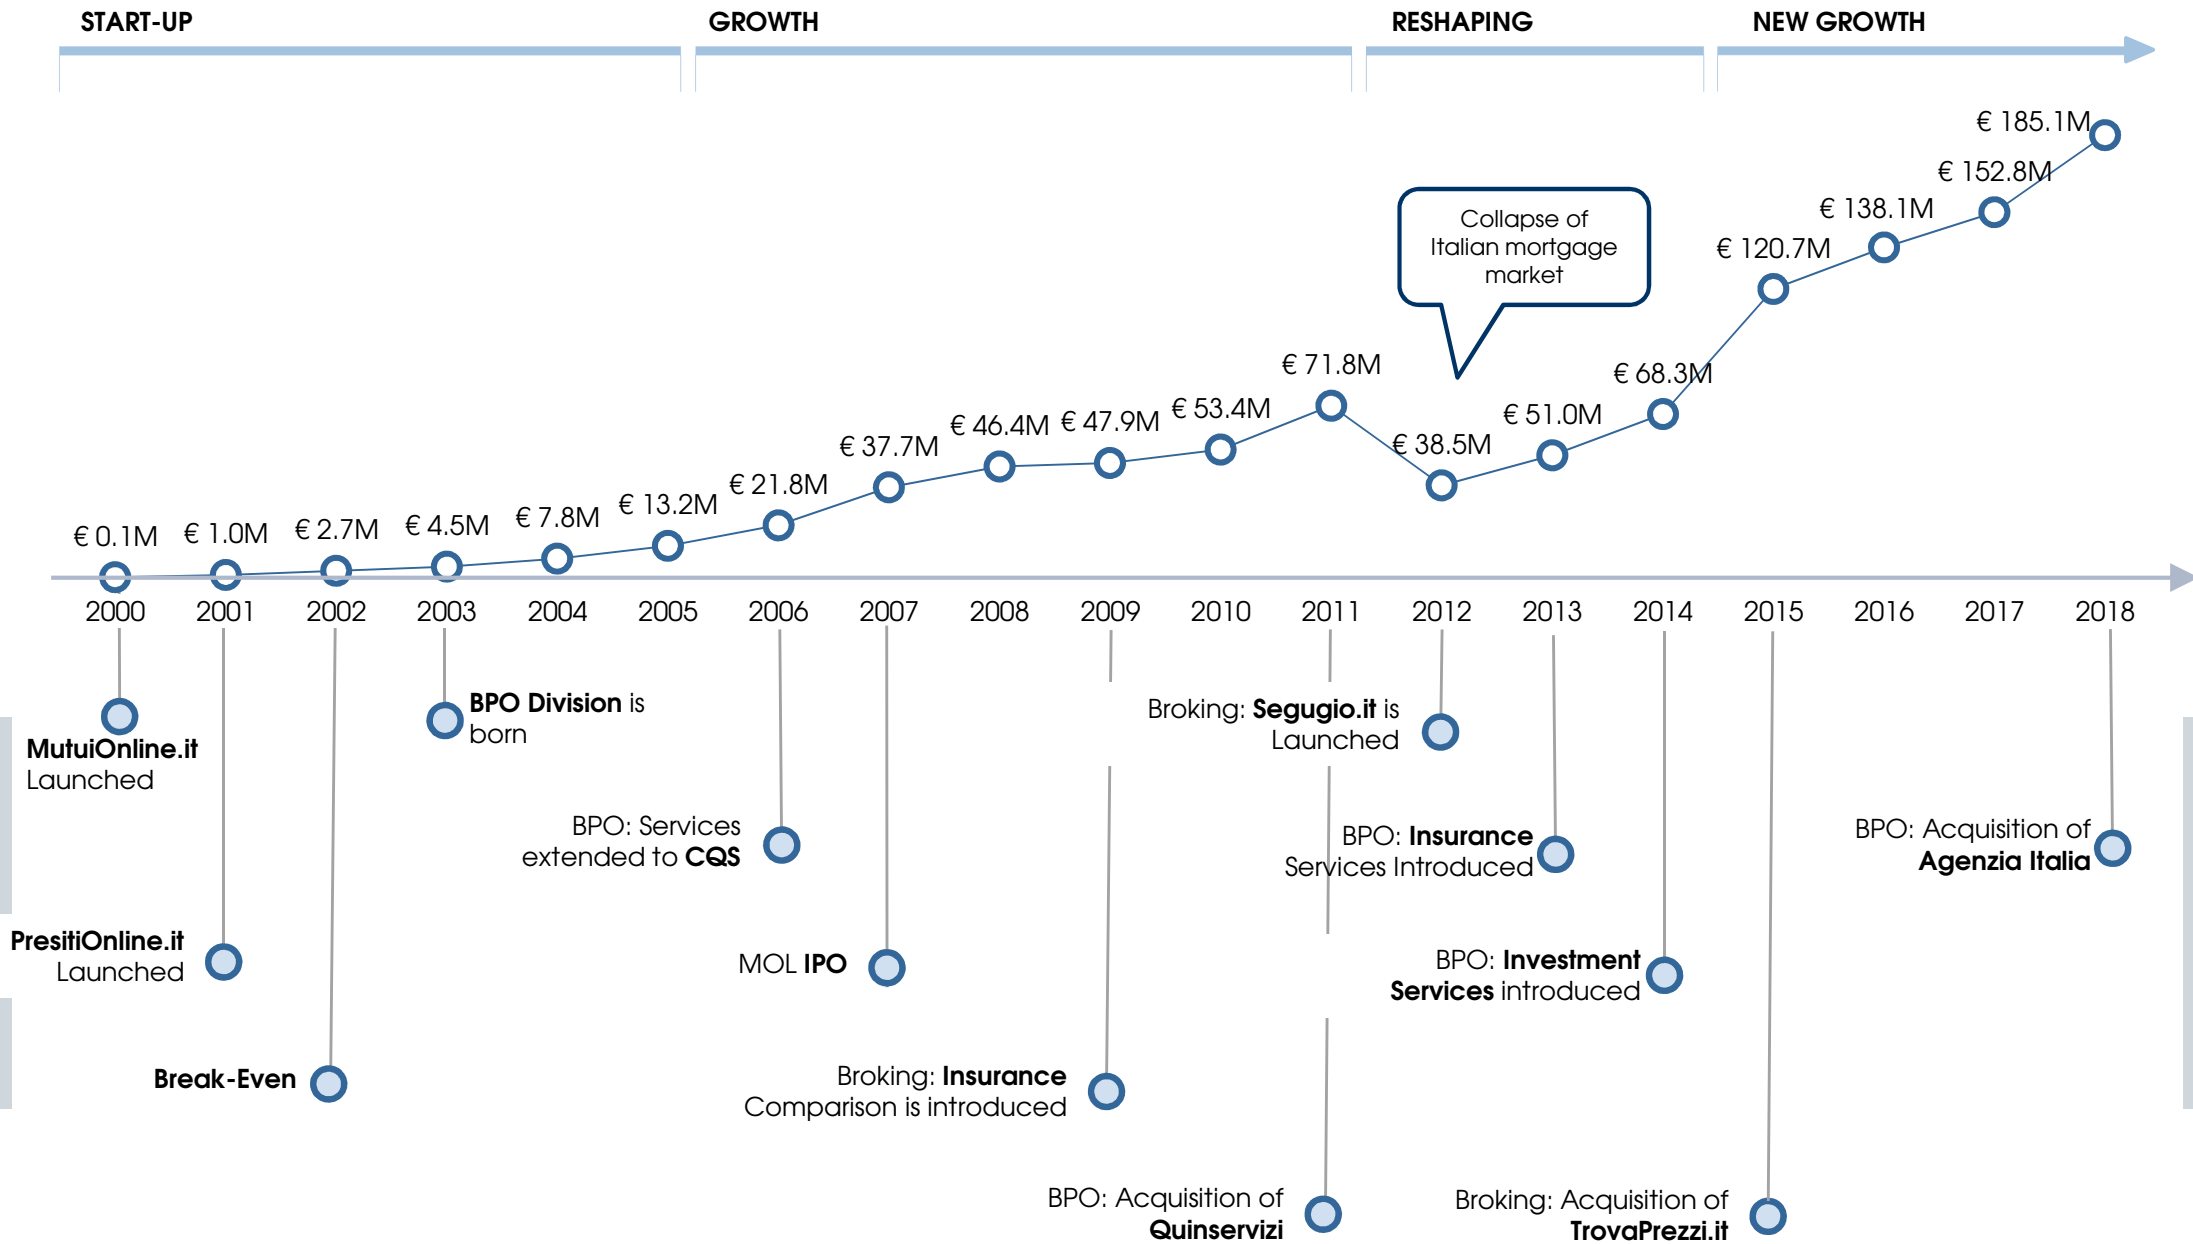 START-UP
GROWTH
RESHAPING
NEW GROWTH
€ 185.1M
€ 152.8M
€ 138.1M
€ 120.7M
Collapse of
Italian mortgage
market
€ 71.8M
€ 68.3M
€ 53.4M
€ 51.0M
€ 46.4M
€ 47.9M
€ 37.7M
€ 38.5M
€ 21.8M
€ 13.2M
€ 7.8M
€ 4.5M
€ 2.7M
€ 1.0M
€ 0.1M
2000 2001 2002 2003 2004 2005 2006 2007 2008 2009 2010 2011 2012 2013 2014 2015 2016 2017 2018
MutuiOnline.it
Launched
BPO Division is
born
Broking: Segugio.it is
Launched
BPO: Services
extended to CQS
BPO: Insurance
Services Introduced
BPO: Acquisition of
Agenzia Italia
PresitiOnline.it
Launched
MOL IPO
BPO: Investment
Services introduced
Break-Even
Broking: Insurance
Comparison is introduced
BPO: Acquisition of
Quinservizi
Broking: Acquisition of
TrovaPrezzi.it